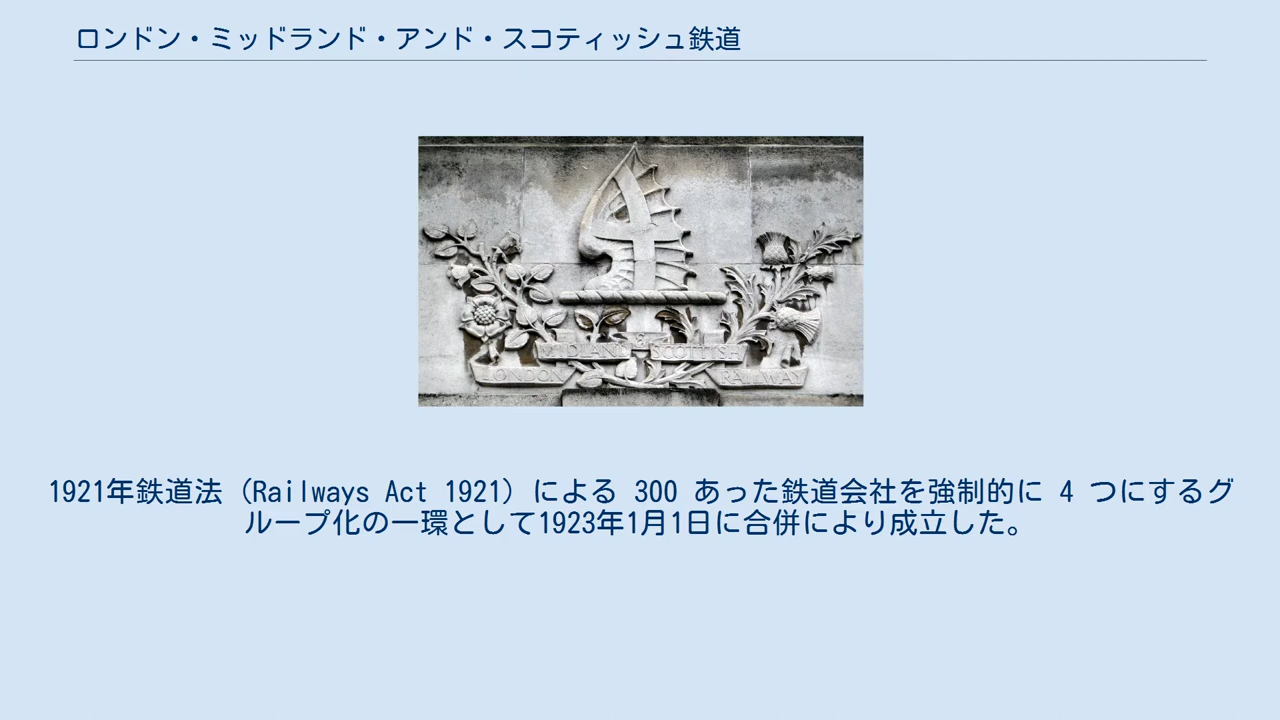 ロンドン・ミッドランド・アンド・スコティッシュ鉄道
MIDLAND & SCOTTISH
LONDON RAILWAY
1921年鉄道法（Railways Act 1921）による 300 あった鉄道会社を強制的に 4 つにするグ
ループ化の一環として1923年1月1日に合併により成立した。